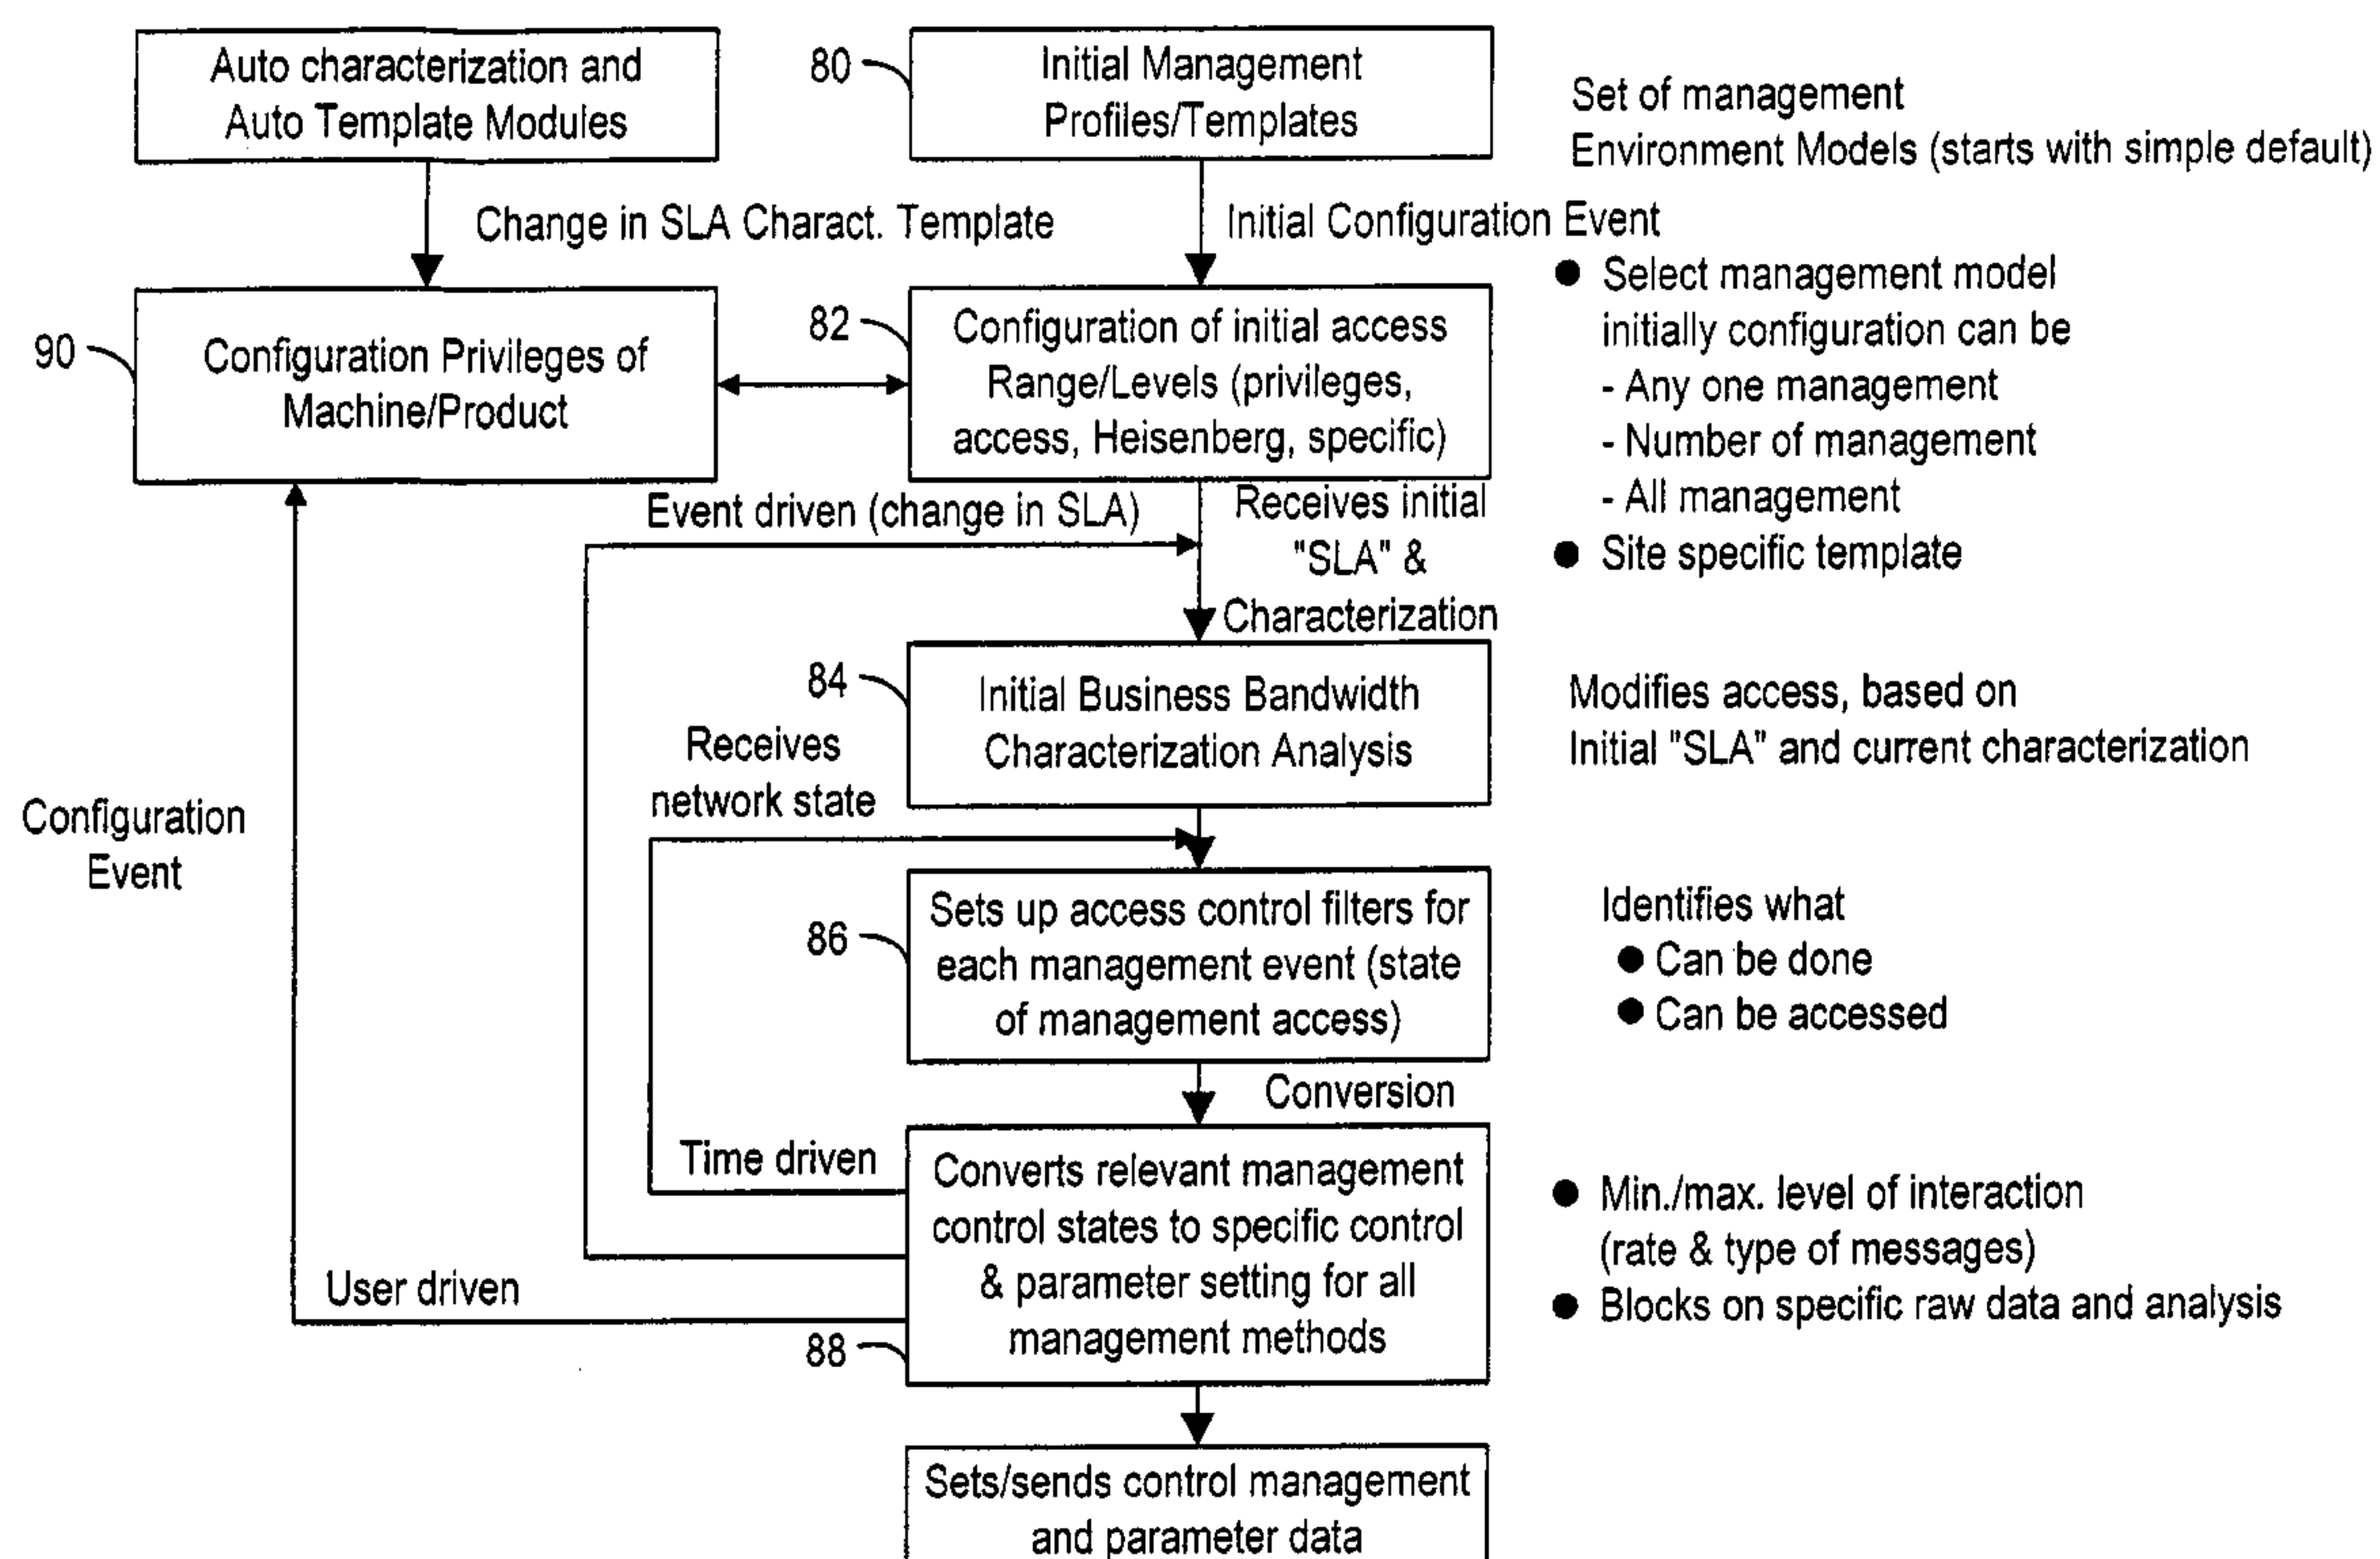 Auto characterization and
Auto Template Modules
80
Initial Management
Profiles/Templates
Set of management
Environment Models (starts with simple default)
Change in SLA Charact. Template
Initial Configuration Event
90
Configuration Privileges of
Machine/Product
82
Configuration of initial access
Range/Levels (privileges,
access, Heisenberg, specific)
● Select management model
initially configuration can be
- Any one management
- Number of management
- All management
● Site specific template
Event driven (change in SLA)
Receives initial
"SLA" &
Characterization
84
Initial Business Bandwidth
Characterization Analysis
Modifies access, based on
Initial "SLA" and current characterization
Receives
network state
Configuration
Event
86
Sets up access control filters for
each management event (state
of management access)
Identifies what
● Can be done
● Can be accessed
Conversion
Time driven
User driven
88
Converts relevant management
control states to specific control
& parameter setting for all
management methods
● Min./max. level of interaction
(rate & type of messages)
● Blocks on specific raw data and analysis
Sets/sends control management
and parameter data